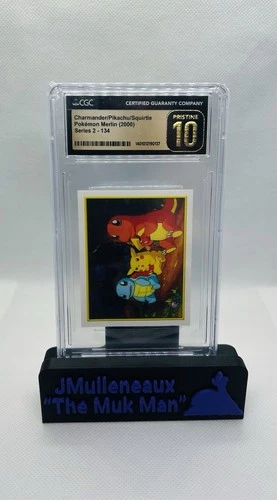 CGC
CERTIFIED GUARANTY COMPANY
Charmander/Pikachu/Squirtle
Pokémon Merlin (2000)
Series 2 - 134
PRISTINE
10
JMulleneaux
"The Muk Man"